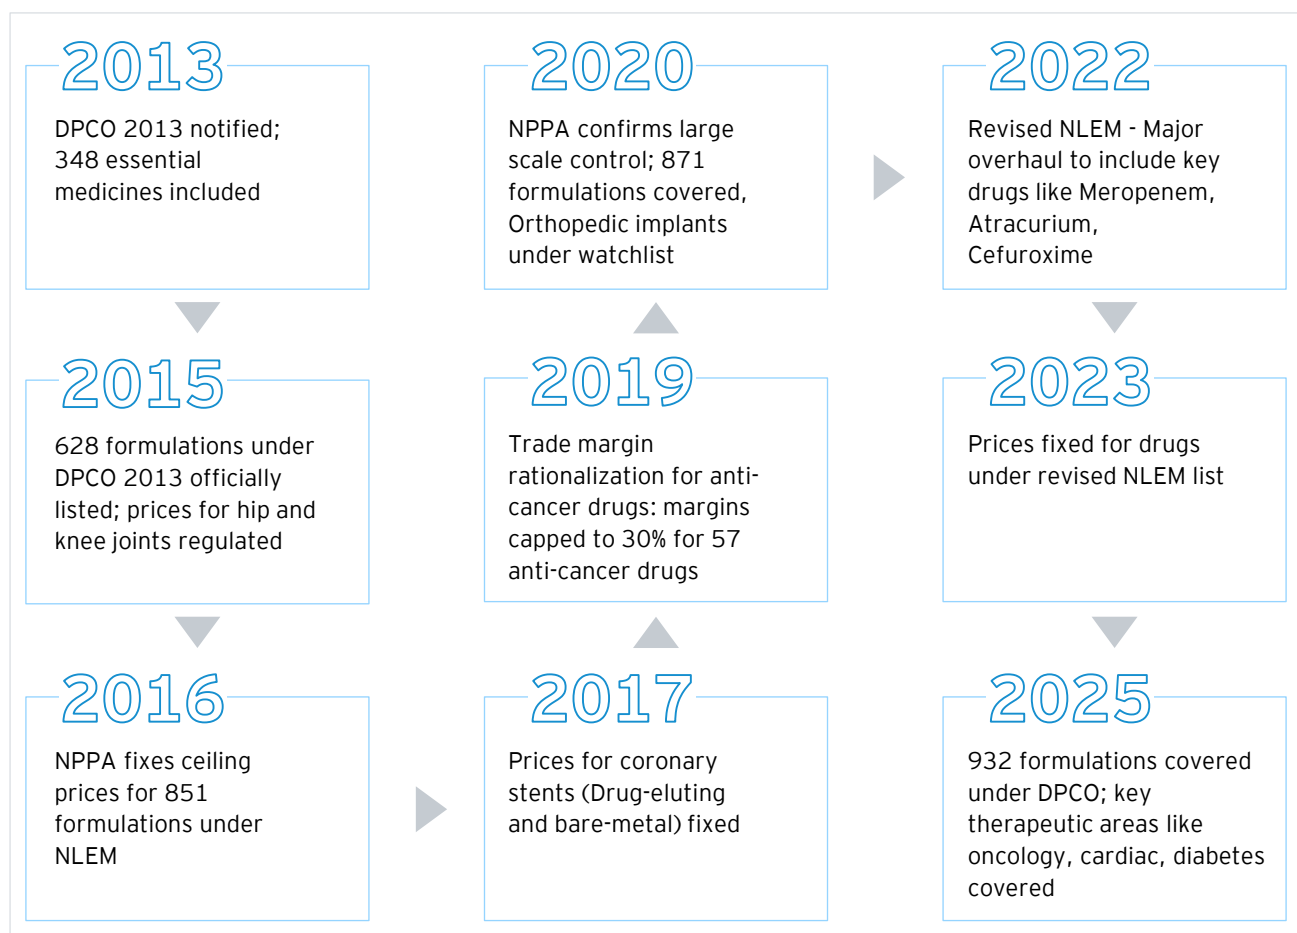 2013
DPCO 2013 notified;
348 essential
medicines included
2015
628 formulations under
DPCO 2013 officially
listed; prices for hip and
knee joints regulated
2016
NPPA fixes ceiling
prices for 851
formulations under
NLEM
2017
Prices for coronary
stents (Drug-eluting
and bare-metal) fixed
2019
Trade margin
rationalization for anti-
cancer drugs: margins
capped to 30% for 57
anti-cancer drugs
2020
NPPA confirms large
scale control; 871
formulations covered,
Orthopedic implants
under watchlist
2022
Revised NLEM - Major
overhaul to include key
drugs like Meropenem,
Atracurium,
Cefuroxime
2023
Prices fixed for drugs
under revised NLEM list
2025
932 formulations covered
under DPCO; key
therapeutic areas like
oncology, cardiac, diabetes
covered